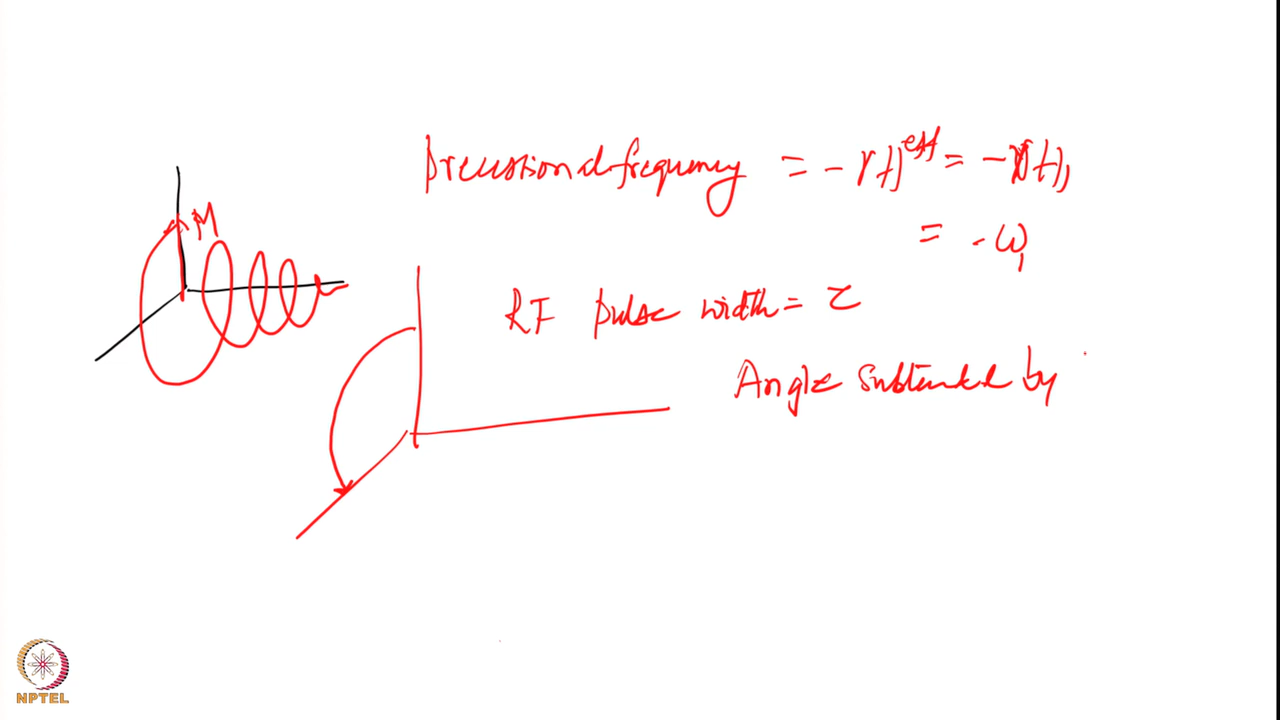 M
Precessional frequency = - γH^eff = - γH₁
= - ω₁
RF pulse width = τ
Angle subtended by
NPTEL